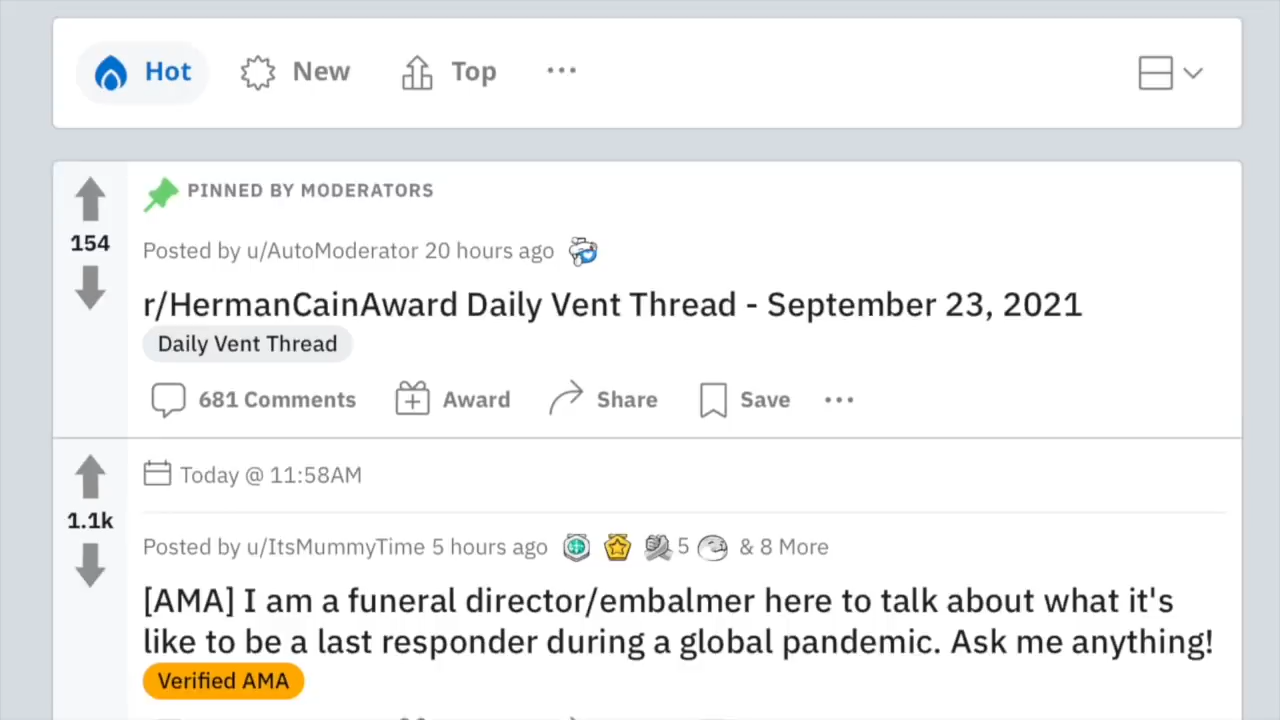 Hot New Top ...
PINNED BY MODERATORS
154
Posted by u/AutoModerator 20 hours ago
r/HermanCainAward Daily Vent Thread - September 23, 2021
Daily Vent Thread
681 Comments Award Share Save ...
Today @ 11:58AM
1.1k
Posted by u/ItsMummyTime 5 hours ago 5 & 8 More
[AMA] I am a funeral director/embalmer here to talk about what it's
like to be a last responder during a global pandemic. Ask me anything!
Verified AMA